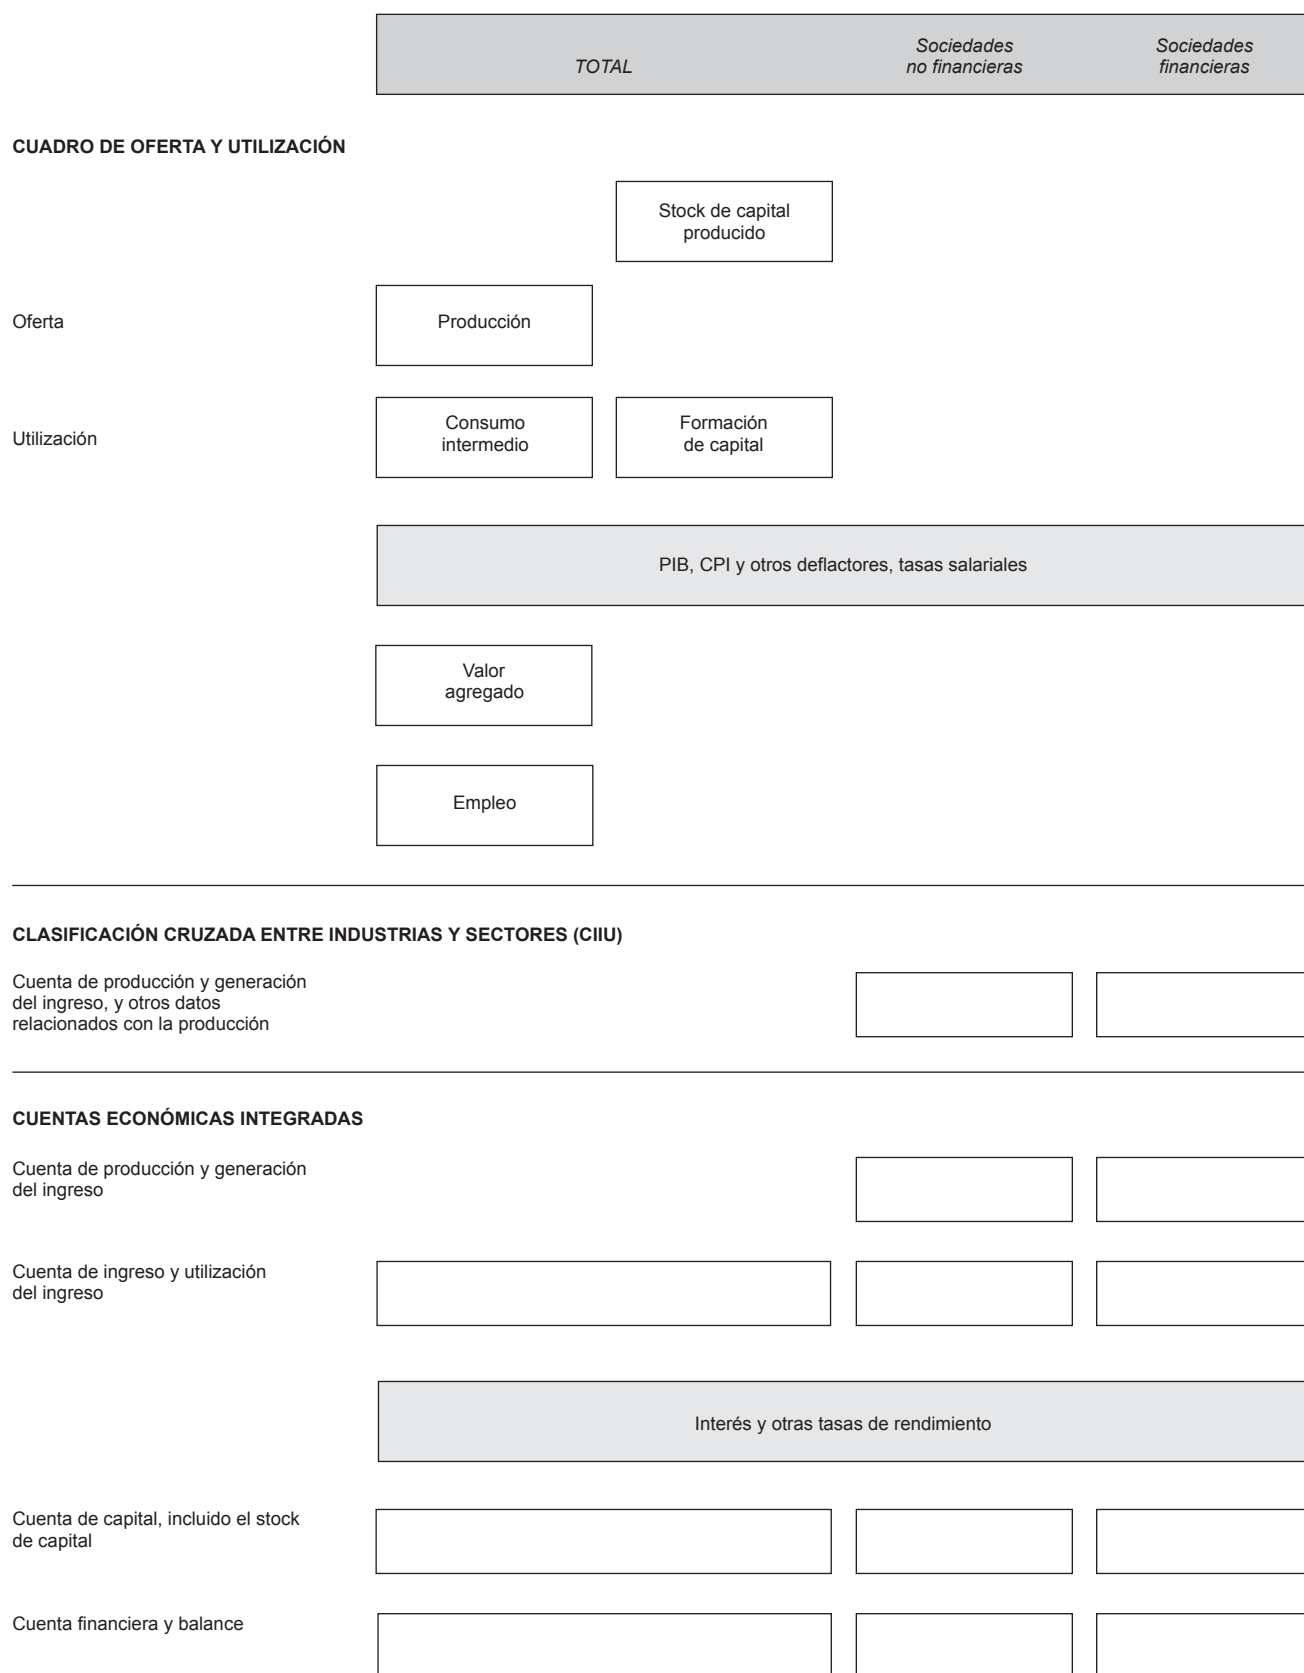 TOTAL
Sociedades
no financieras
Sociedades
financieras
CUADRO DE OFERTA Y UTILIZACIÓN
Stock de capital
producido
Oferta
Producción
Utilización
Consumo
intermedio
Formación
de capital
PIB, CPI y otros deflactores, tasas salariales
Valor
agregado
Empleo
CLASIFICACIÓN CRUZADA ENTRE INDUSTRIAS Y SECTORES (CIIU)
Cuenta de producción y generación
del ingreso, y otros datos
relacionados con la producción
CUENTAS ECONÓMICAS INTEGRADAS
Cuenta de producción y generación
del ingreso
Cuenta de ingreso y utilización
del ingreso
Interés y otras tasas de rendimiento
Cuenta de capital, incluido el stock
de capital
Cuenta financiera y balance